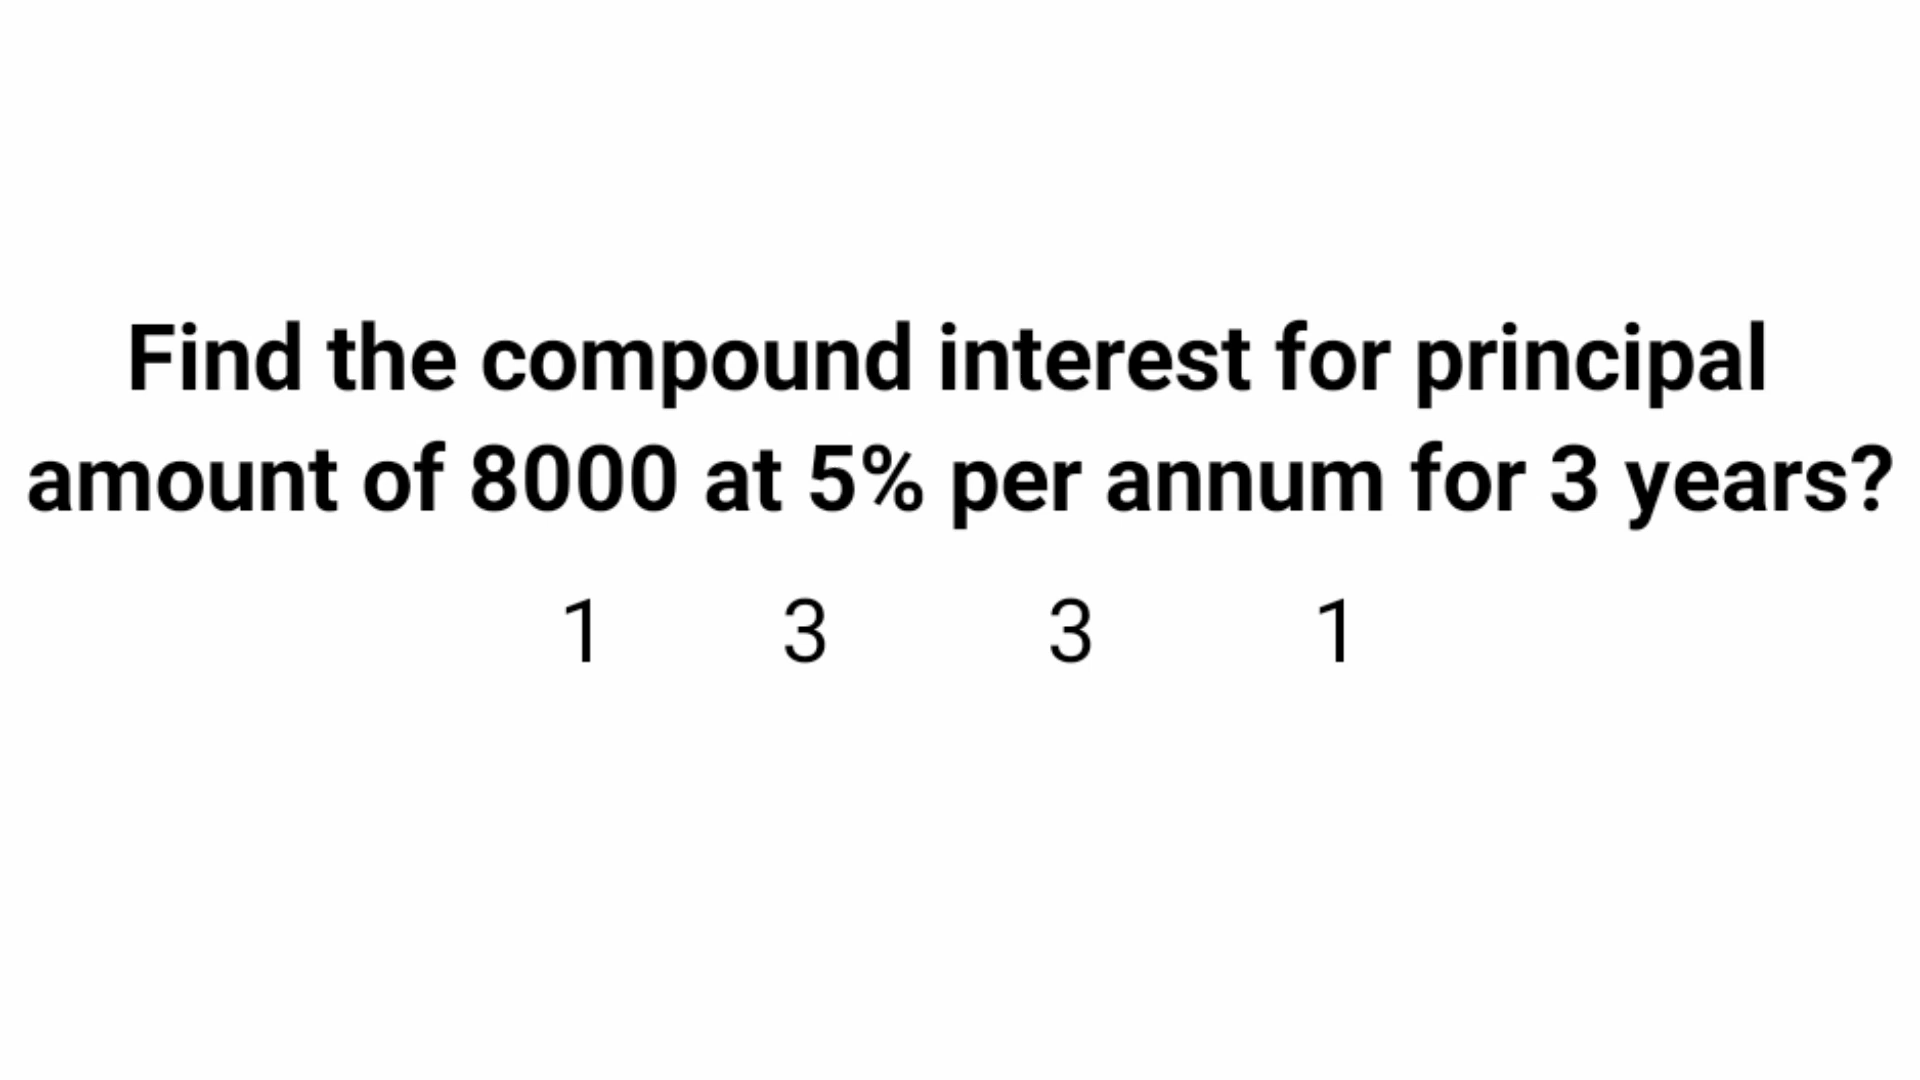 Find the compound interest for principal
amount of 8000 at 5% per annum for 3 years?
1 3 3 1